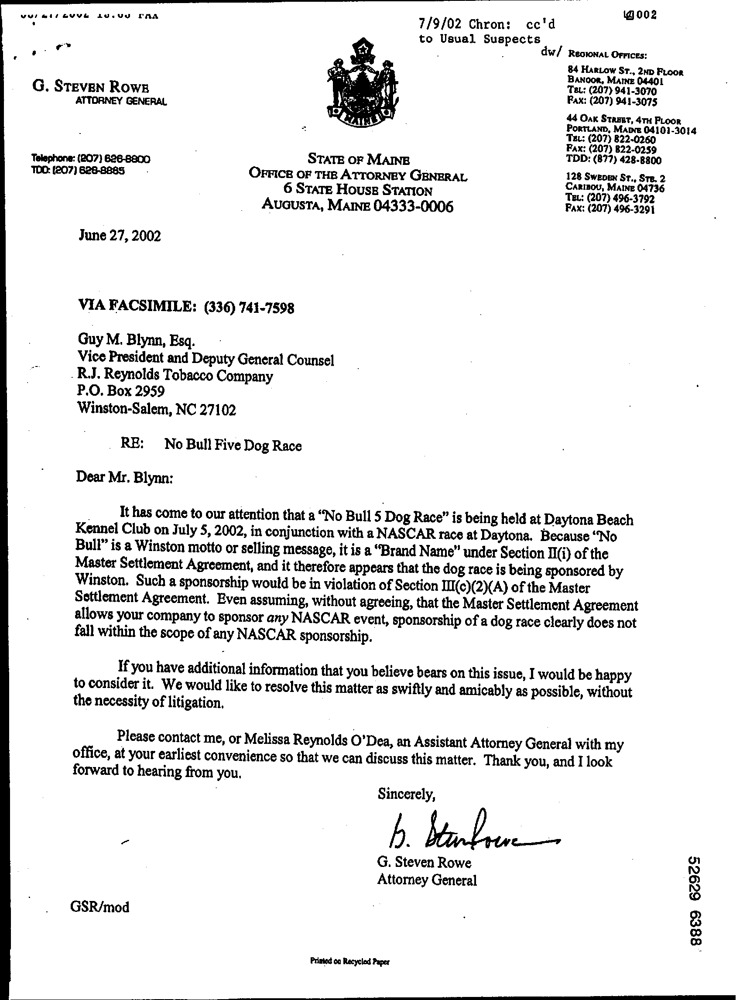 002
7/9/02 Chron: cc'd
to Usual Suspects
dw/
REGIONAL OFFICES:
84 HARLOW ST., 2ND FLOOR
BANGOR, MAINE 04401
TEL: (207) 941-3070
FAX: (207) 941-3075
44 OAK STREET, 4TH FLOOR
PORTLAND, MAINE 04101-3014
TEL: (207) 822-0260
FAX: (207) 822-0259
TDD: (877) 428-8800
128 SWEDEN ST., STE. 2
CARIBOU, MAINE 04736
TEL: (207) 496-3792
FAX: (207) 496-3291
G. STEVEN ROWE
ATTORNEY GENERAL
Telephone: (207) 626-8800
TDD: (207) 626-8865
MAINE
STATE OF MAINE
OFFICE OF THE ATTORNEY GENERAL
6 STATE HOUSE STATION
AUGUSTA, MAINE 04333-0006
June 27, 2002
VIA FACSIMILE: (336) 741-7598
Guy M. Blynn, Esq.
Vice President and Deputy General Counsel
R.J. Reynolds Tobacco Company
P.O. Box 2959
Winston-Salem, NC 27102
RE: No Bull Five Dog Race
Dear Mr. Blynn:
It has come to our attention that a "No Bull 5 Dog Race" is being held at Daytona Beach
Kennel Club on July 5, 2002, in conjunction with a NASCAR race at Daytona. Because "No
Bull" is a Winston motto or selling message, it is a "Brand Name" under Section II(i) of the
Master Settlement Agreement, and it therefore appears that the dog race is being sponsored by
Winston. Such a sponsorship would be in violation of Section III(c)(2)(A) of the Master
Settlement Agreement. Even assuming, without agreeing, that the Master Settlement Agreement
allows your company to sponsor any NASCAR event, sponsorship of a dog race clearly does not
fall within the scope of any NASCAR sponsorship.
If you have additional information that you believe bears on this issue, I would be happy
to consider it. We would like to resolve this matter as swiftly and amicably as possible, without
the necessity of litigation.
Please contact me, or Melissa Reynolds O'Dea, an Assistant Attorney General with my
office, at your earliest convenience so that we can discuss this matter. Thank you, and I look
forward to hearing from you.
Sincerely,
G. Steven Rowe
Attorney General
GSR/mod
Printed on Recycled Paper
52629 6388